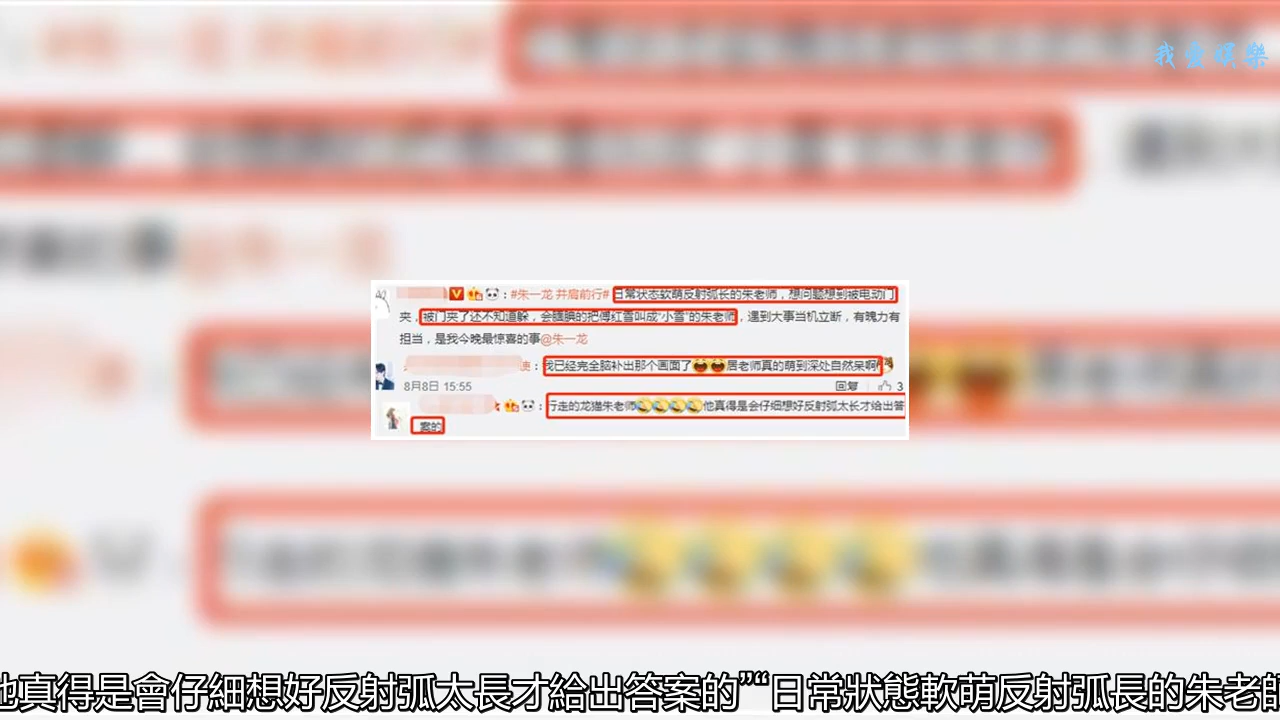 我愛娛樂
:#朱一龙 并肩前行# 日常状态软萌反射弧长的朱老师，想问题想到被电动门
夹，被门夹了还不知道躲，会腼腆的把傅红雪叫成“小雪”的朱老师，遇到大事当机立断，有魄力有
担当，是我今晚最惊喜的事@朱一龙
:我已经完全脑补出那个画面了 居老师真的萌到深处自然呆啊
8月8日 15:55 回复 3
:行走的龙猫朱老师 他真得是会仔细想好反射弧太长才给出答
案的
他真得是會仔細想好反射弧太長才給出答案的”“日常狀態軟萌反射弧長的朱老師